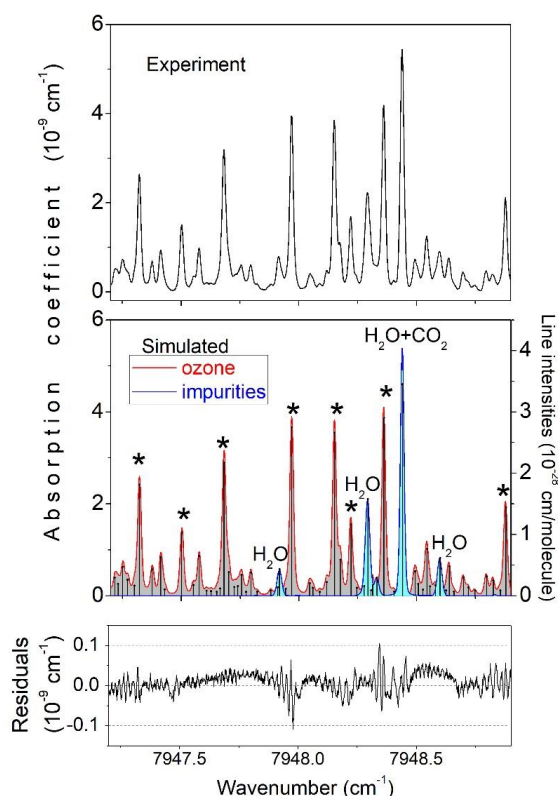 6
Experiment
4
2
0
Absorption coefficient (10⁻⁹ cm⁻¹)
6
Simulated
ozone
impurities
H₂O+CO₂
4
*
*
*
*
*
*
*
*
H₂O
H₂O
H₂O
2
0
4
3
2
1
0
Line intensities (10⁻²⁸ cm/molecule)
Residuals
(10⁻⁹ cm⁻¹)
0.1
0.0
-0.1
7947.5
7948.0
7948.5
Wavenumber (cm⁻¹)